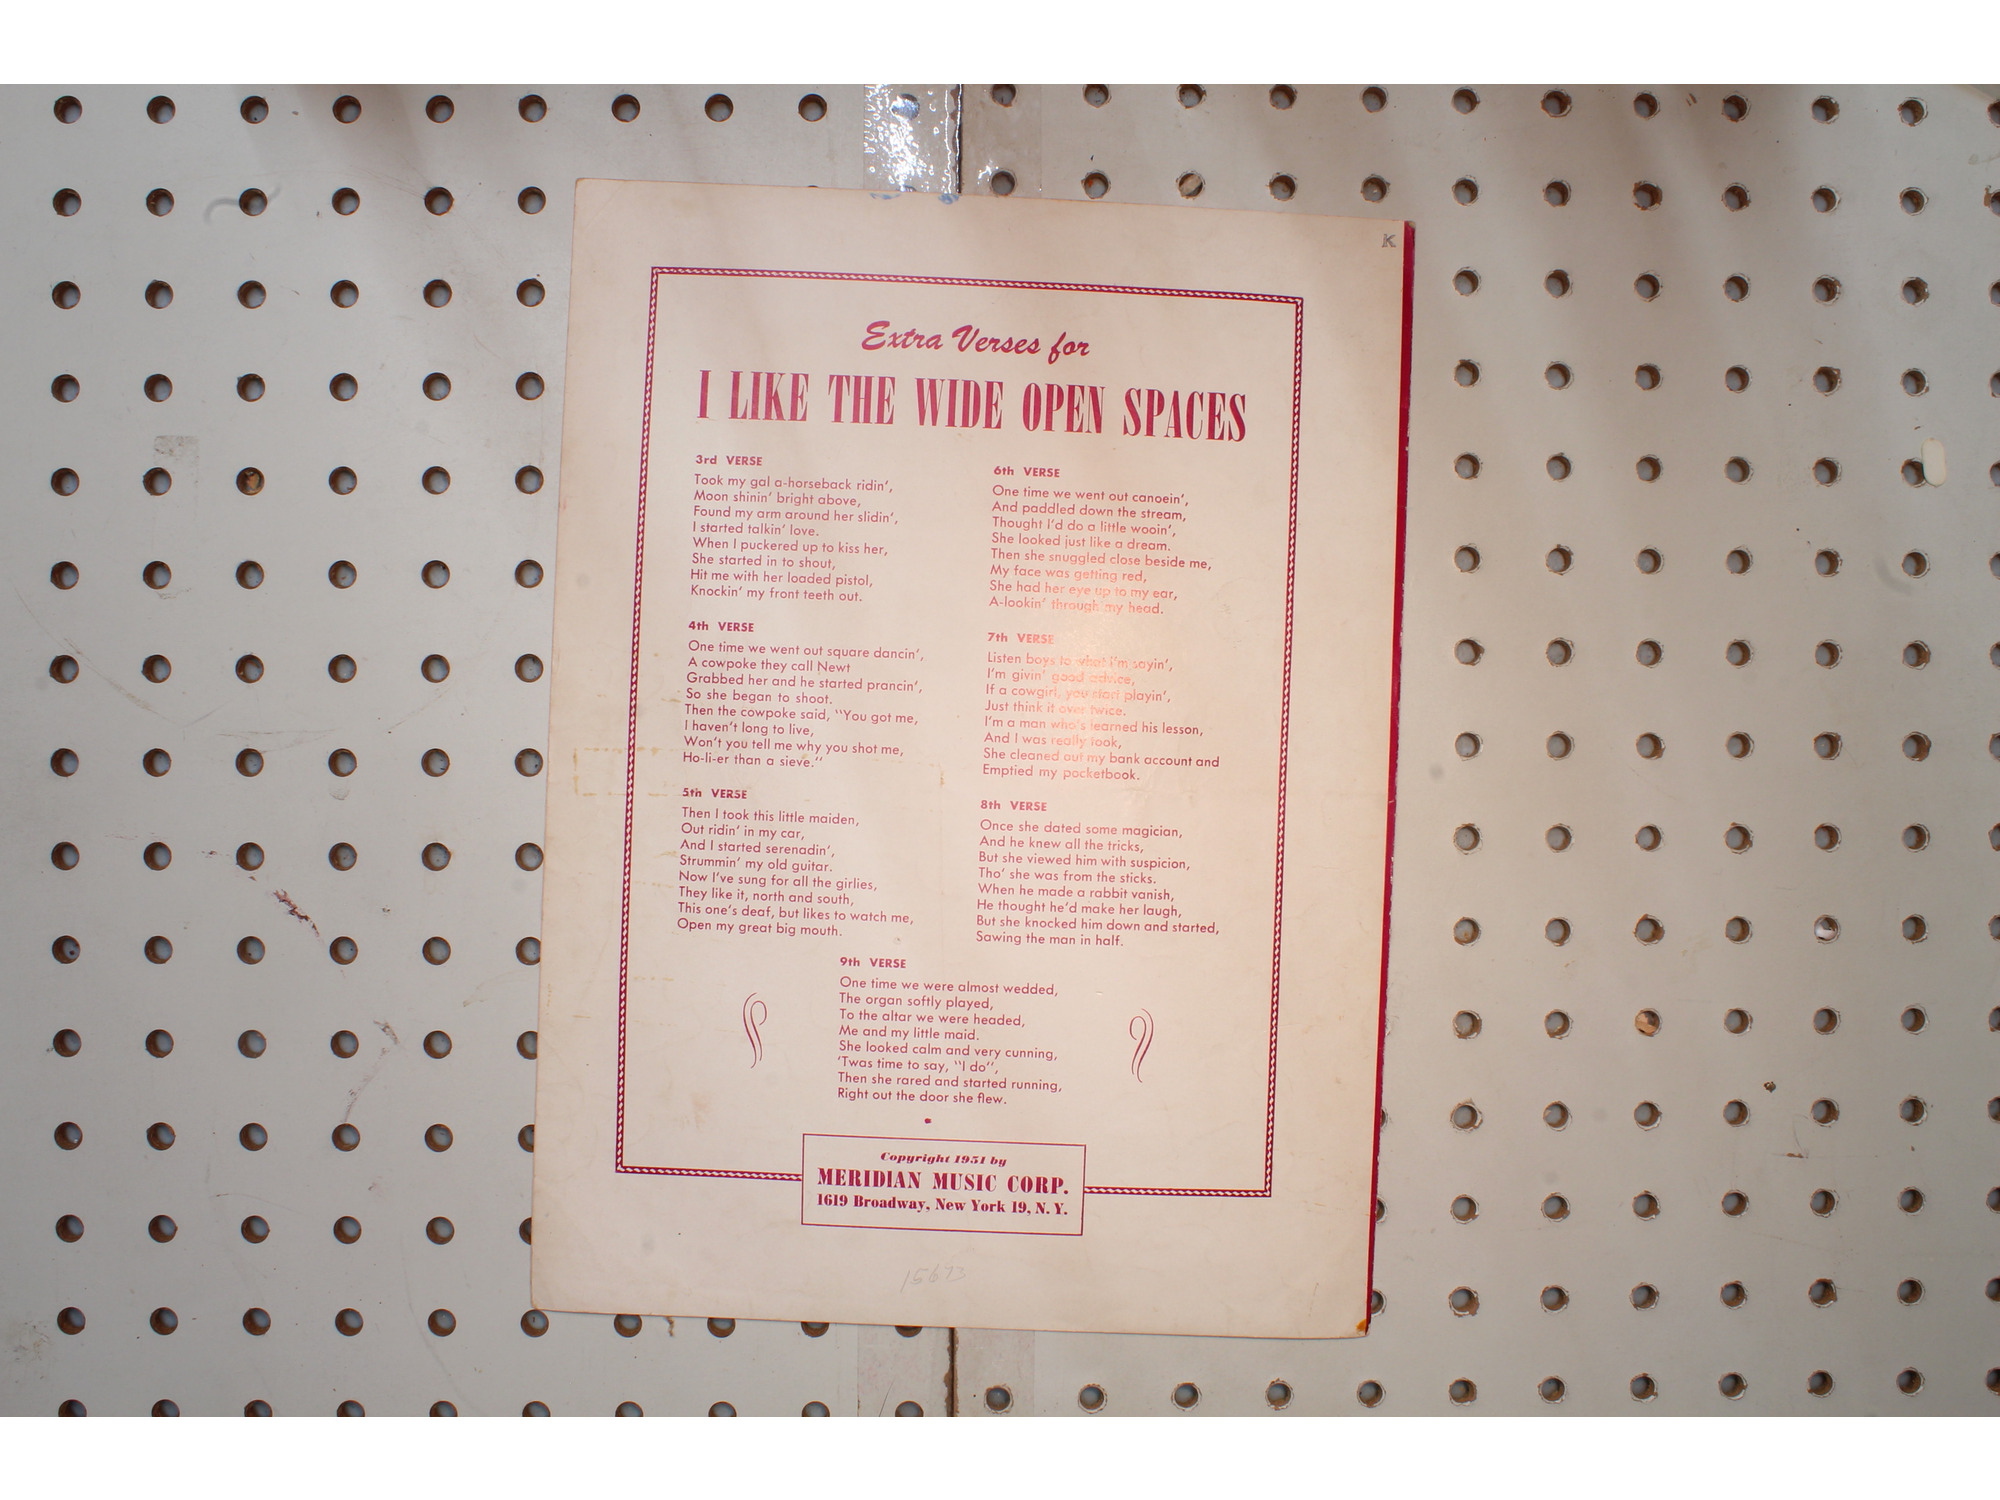 K
Extra Verses for
I LIKE THE WIDE OPEN SPACES
3rd VERSE
Took my gal a-horseback ridin',
Moon shinin' bright above,
Found my arm around her slidin',
I started talkin' love.
When I puckered up to kiss her,
She started in to shout,
Hit me with her loaded pistol,
Knockin' my front teeth out.
4th VERSE
One time we went out square dancin',
A cowpoke they call Newt
Grabbed her and he started prancin',
So she began to shoot.
Then the cowpoke said, "You got me,
I haven't long to live,
Won't you tell me why you shot me,
Ho-li-er than a sieve."
5th VERSE
Then I took this little maiden,
Out ridin' in my car,
And I started serenadin',
Strummin' my old guitar.
Now I've sung for all the girlies,
They like it, north and south,
This one's deaf, but likes to watch me,
Open my great big mouth.
6th VERSE
One time we went out canoein',
And paddled down the stream,
Thought I'd do a little wooin',
She looked just like a dream.
Then she snuggled close beside me,
My face was getting red,
She had her eye up to my ear,
A-lookin' through my head.
7th VERSE
Listen boys to what I'm sayin',
I'm givin' good advice,
If a cowgirl, you start playin',
Just think it over twice.
I'm a man who's learned his lesson,
And I was really took,
She cleaned out my bank account and
Emptied my pocketbook.
8th VERSE
Once she dated some magician,
And he knew all the tricks,
But she viewed him with suspicion,
Tho' she was from the sticks.
When he made a rabbit vanish,
He thought he'd make her laugh,
But she knocked him down and started,
Sawing the man in half.
9th VERSE
One time we were almost wedded,
The organ softly played,
To the altar we were headed,
Me and my little maid.
She looked calm and very cunning,
'Twas time to say, "I do",
Then she rared and started running,
Right out the door she flew.
Copyright 1951 by
MERIDIAN MUSIC CORP.
1619 Broadway, New York 19, N. Y.
15673